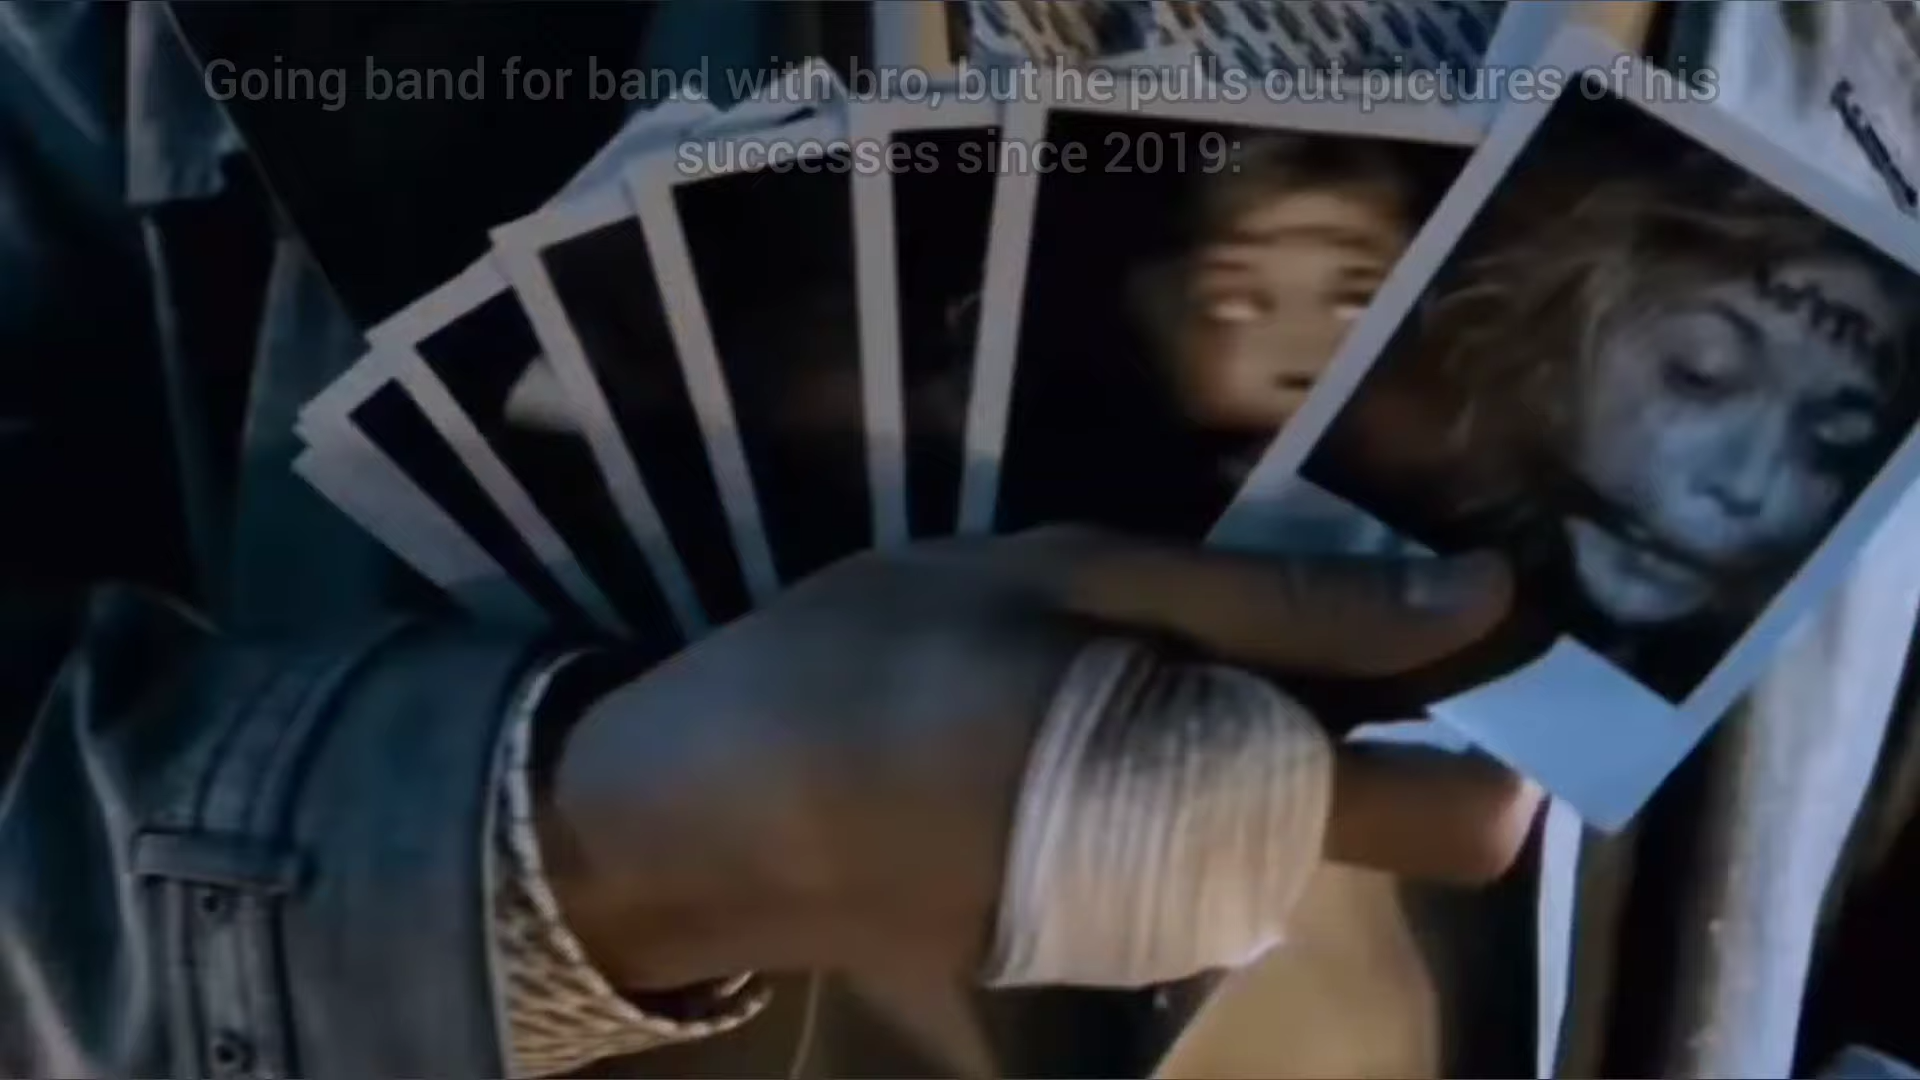 Going band for band with bro, but he pulls out pictures of his
successes since 2019: